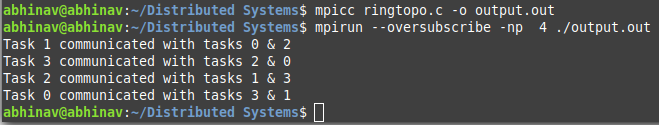 abhinav@abhinav:~/Distributed Systems$ mpicc ringtopo.c -o output.out
abhinav@abhinav:~/Distributed Systems$ mpirun --oversubscribe -np  4 ./output.out
Task 1 communicated with tasks 0 & 2
Task 3 communicated with tasks 2 & 0
Task 2 communicated with tasks 1 & 3
Task 0 communicated with tasks 3 & 1
abhinav@abhinav:~/Distributed Systems$